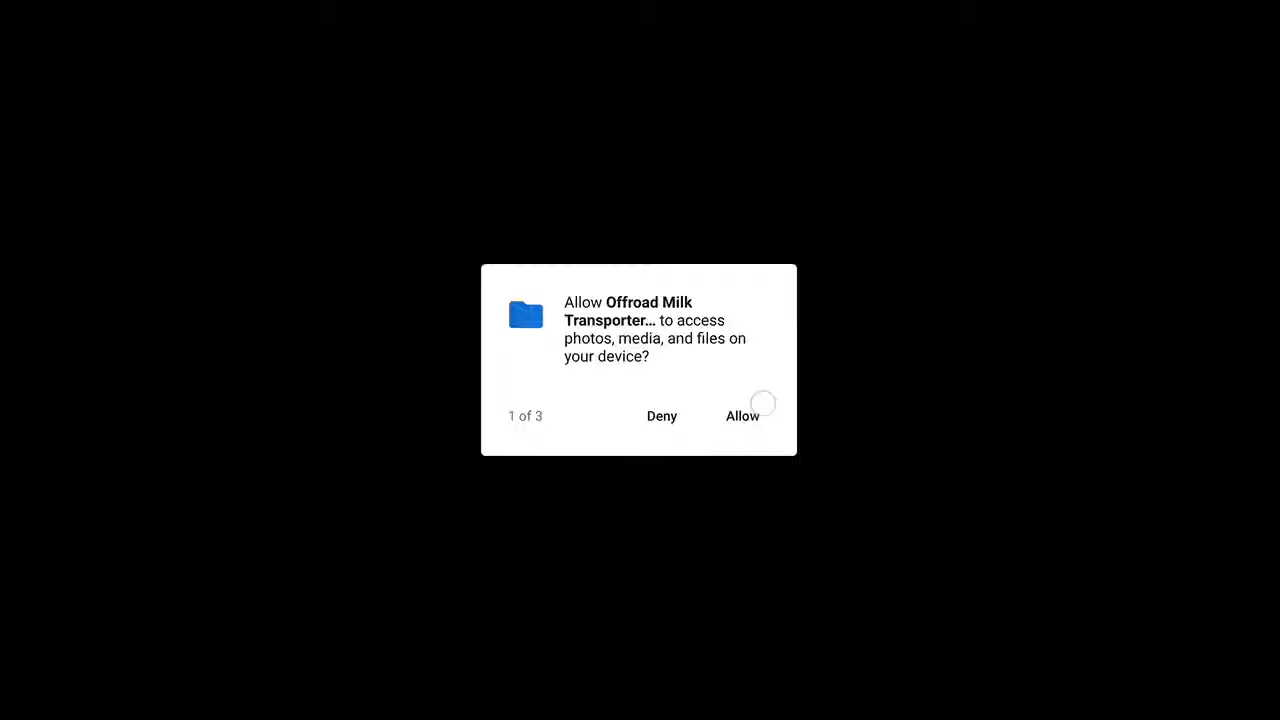 Allow Offroad Milk
Transporter... to access
photos, media, and files on
your device?
1 of 3
Deny
Allow